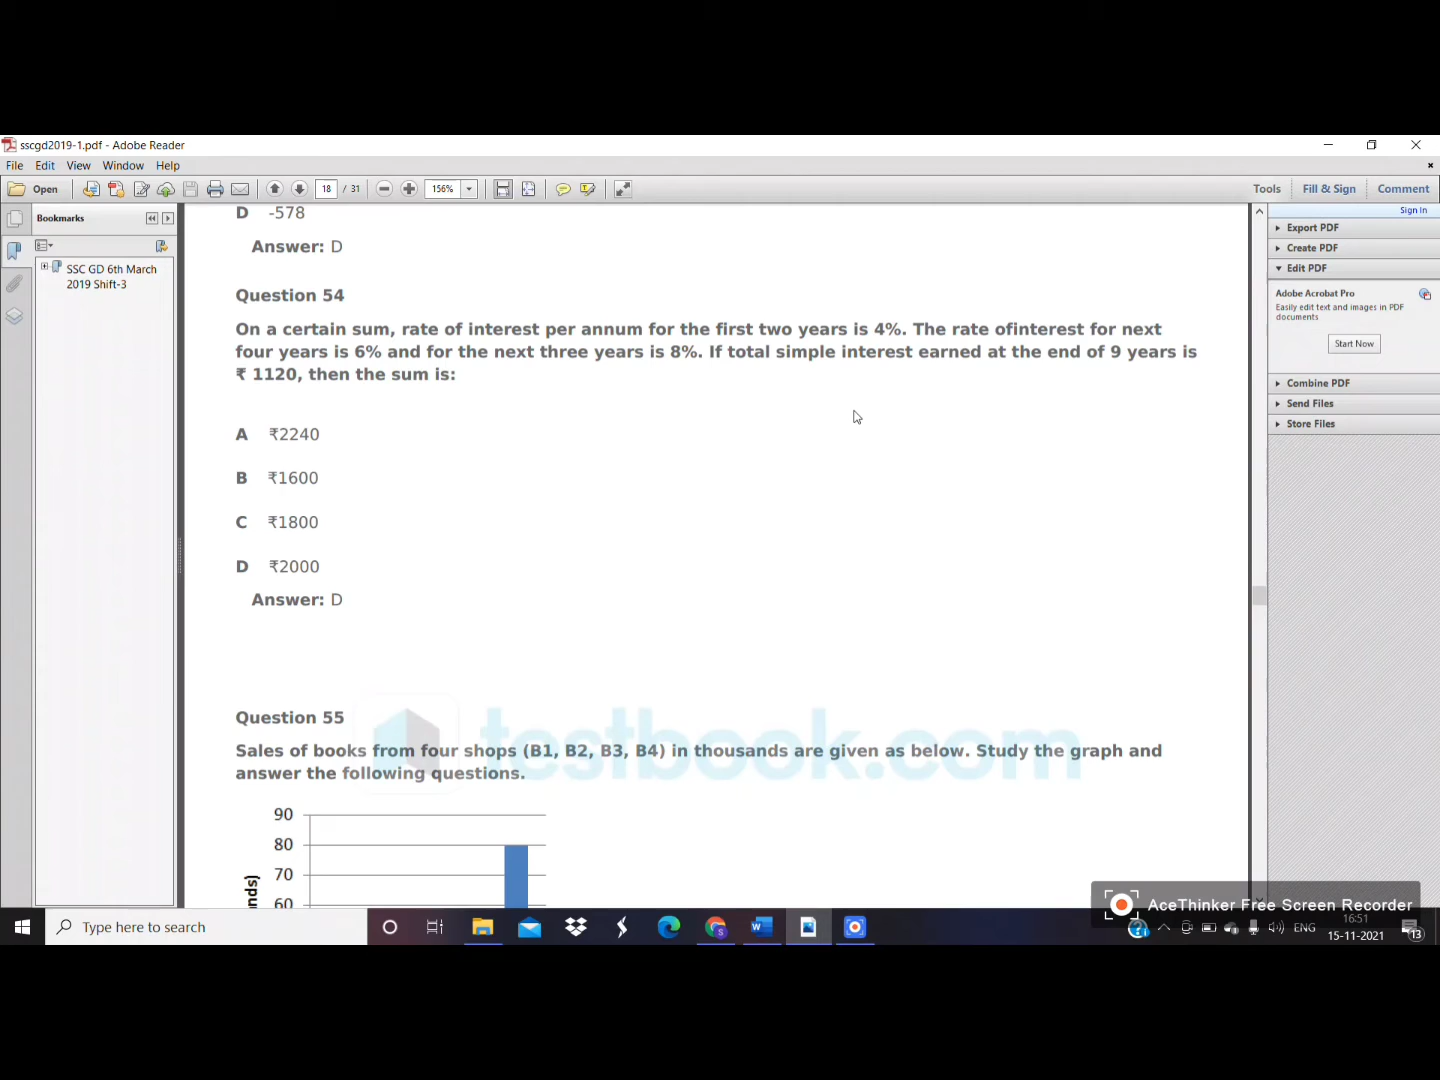 sscgd2019-1.pdf - Adobe Reader
File Edit View Window Help
Open 18 / 31 156% Tools Fill & Sign Comment
Sign In
Bookmarks
SSC GD 6th March
2019 Shift-3
D -578
Answer: D
Question 54
On a certain sum, rate of interest per annum for the first two years is 4%. The rate ofinterest for next
four years is 6% and for the next three years is 8%. If total simple interest earned at the end of 9 years is
₹ 1120, then the sum is:
A ₹2240
B ₹1600
C ₹1800
D ₹2000
Answer: D
testbook.com
Question 55
Sales of books from four shops (B1, B2, B3, B4) in thousands are given as below. Study the graph and
answer the following questions.
90
80
70
60
nds)
Export PDF
Create PDF
Edit PDF
Adobe Acrobat Pro
Easily edit text and images in PDF
documents
Start Now
Combine PDF
Send Files
Store Files
AceThinker Free Screen Recorder
Type here to search
ENG
16:51
15-11-2021
13